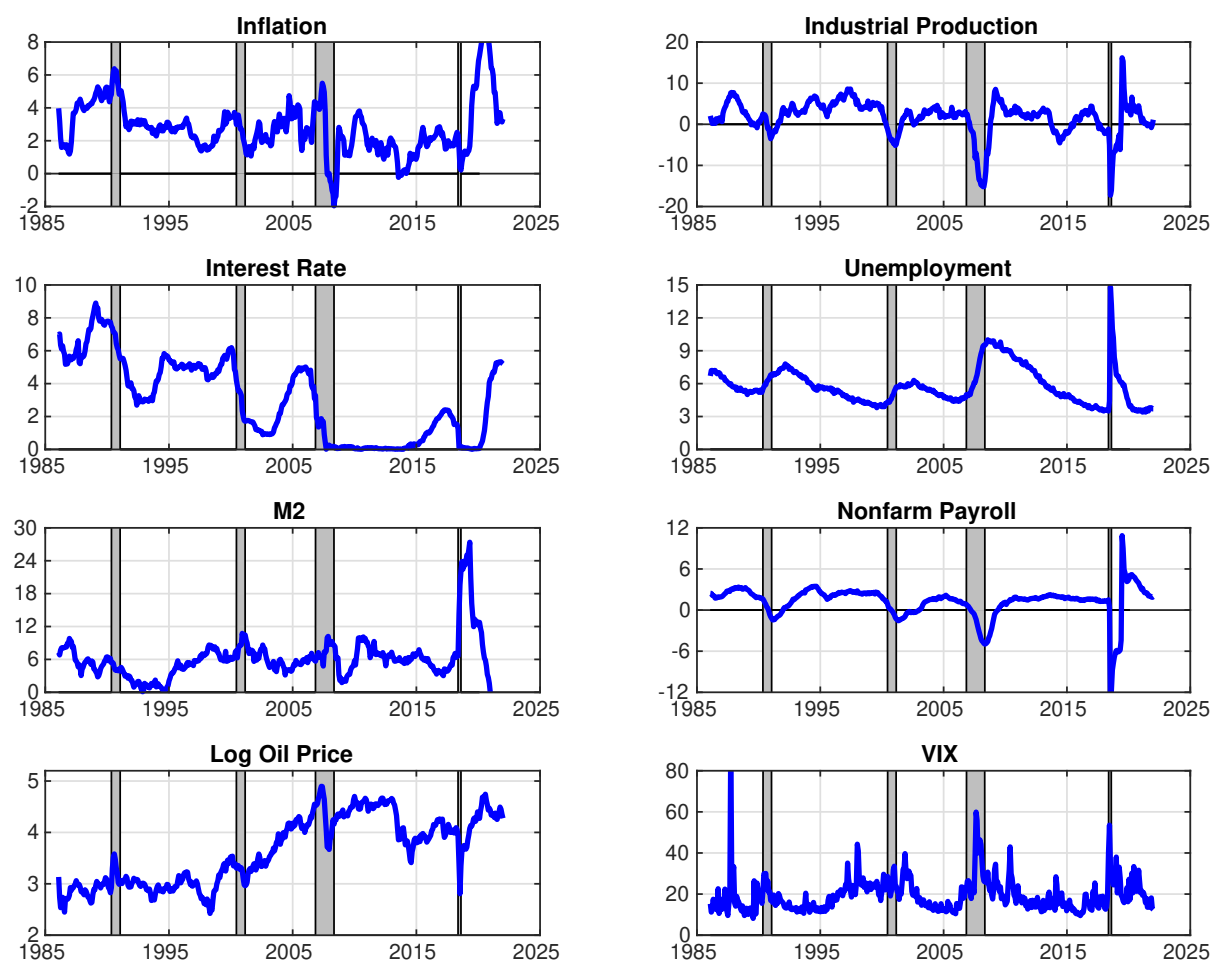 Inflation
8
6
4
2
0
-2
1985 1995 2005 2015 2025
Industrial Production
20
10
0
-10
-20
1985 1995 2005 2015 2025
Interest Rate
10
8
6
4
2
0
1985 1995 2005 2015 2025
Unemployment
15
12
9
6
3
0
1985 1995 2005 2015 2025
M2
30
24
18
12
6
0
1985 1995 2005 2015 2025
Nonfarm Payroll
12
6
0
-6
-12
1985 1995 2005 2015 2025
Log Oil Price
5
4
3
2
1985 1995 2005 2015 2025
VIX
80
60
40
20
0
1985 1995 2005 2015 2025